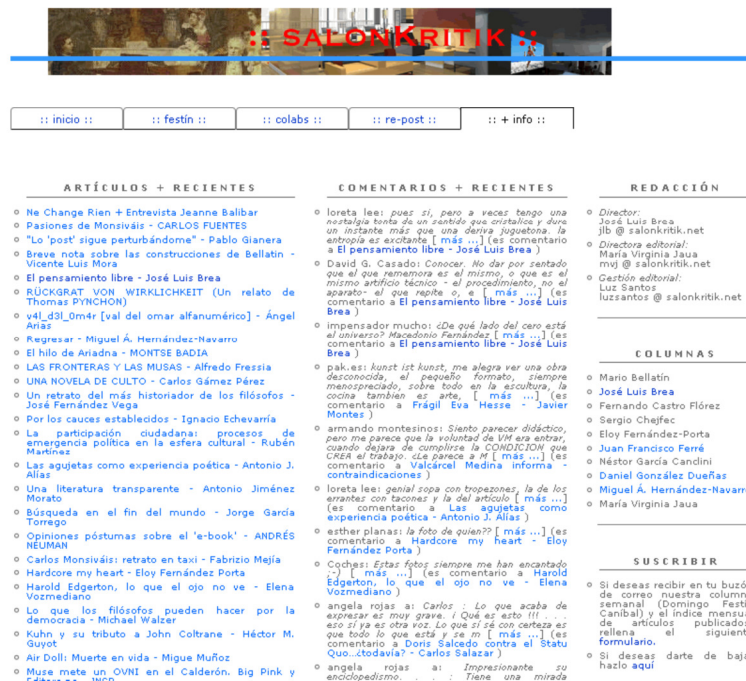 :: SALONKRITIK ::
:: inicio ::
:: festín ::
:: colabs ::
:: re-post ::
:: + info ::
ARTÍCULOS + RECIENTES
Ne Change Rien + Entrevista Jeanne Balibar
Pasiones de Monsiváis - CARLOS FUENTES
"Lo 'post' sigue perturbándome" - Pablo Gianera
Breve nota sobre las construcciones de Bellatin -
Vicente Luis Mora
El pensamiento libre - José Luis Brea
RÜCKGRAT VON WIRKLICHKEIT (Un relato de
Thomas PYNCHON)
v4l_d3l_0m4r [val del omar alfanumérico] - Ángel
Arias
Regresar - Miguel Á. Hernández-Navarro
El hilo de Ariadna - MONTSE BADIA
LAS FRONTERAS Y LAS MUSAS - Alfredo Fressia
UNA NOVELA DE CULTO - Carlos Gámez Pérez
Un retrato del más historiador de los filósofos -
José Fernández Vega
Por los cauces establecidos - Ignacio Echevarría
La participación ciudadana: procesos de
emergencia política en la esfera cultural - Rubén
Martínez
Las agujetas como experiencia poética - Antonio J.
Alías
Una literatura transparente - Antonio Jiménez
Morato
Búsqueda en el fin del mundo - Jorge García
Torrego
Opiniones póstumas sobre el 'e-book' - ANDRÉS
NEUMAN
Carlos Monsiváis: retrato en taxi - Fabrizio Mejía
Hardcore my heart - Eloy Fernández Porta
Harold Edgerton, lo que el ojo no ve - Elena
Vozmediano
Lo que los filósofos pueden hacer por la
democracia - Michael Walzer
Kuhn y su tributo a John Coltrane - Héctor M.
Guyot
Air Doll: Muerte en vida - Migue Muñoz
Muse mete un OVNI en el Calderón. Big Pink y
COMENTARIOS + RECIENTES
loreta lee: pues sí, pero a veces tengo una
nostalgia tonta de un sentido que cristalice y dure
un instante más que una deriva juguetona. la
entropía es excitante [ más ...] (es comentario
a El pensamiento libre - José Luis Brea )
David G. Casado: Conocer. No dar por sentado
que el que rememora es el mismo, o que es el
mismo artificio técnico - el procedimiento, no el
aparato- el que repite o, e [ más ...] (es
comentario a El pensamiento libre - José Luis
Brea )
impensador mucho: ¿De qué lado del cero está
el universo? Macedonio Fernández [ más ...] (es
comentario a El pensamiento libre - José Luis
Brea )
pak.es: kunst ist kunst, me alegra ver una obra
desconocida, el pequeño formato, siempre
menospreciado, sobre todo en la escultura, la
cocina tambien es arte, [ más ...] (es
comentario a Frágil Eva Hesse - Javier
Montes )
armando montesinos: Siento parecer didáctico,
pero me parece que la voluntad de VM era entrar,
cuando dejara de cumplirse la CONDICIÓN que
CREA el trabajo. Le parece a M [ más ...] (es
comentario a Valcárcel Medina informa -
contraindicaciones )
loreta lee: genial sopa con tropezones, la de los
errantes con tacones y la del artículo [ más ...]
(es comentario a Las agujetas como
experiencia poética - Antonio J. Alías )
esther planas: la foto de quien?? [ más ...] (es
comentario a Hardcore my heart - Eloy
Fernández Porta )
Coches: Estas fotos siempre me han encantado
;-) [ más ...] (es comentario a Harold
Edgerton, lo que el ojo no ve - Elena
Vozmediano )
angela rojas a: Carlos : Lo que acaba de
expresar es muy grave. ¡ Qué es esto !!! . . .
eso sí ya es otra voz. Lo que sí sé con certeza es
que todo lo que está y se m [ más ...] (es
comentario a Doris Salcedo contra el Statu
Quo...¿todavía? - Carlos Salazar )
angela rojas a: Impresionante su
enciclopedismo. . . . : Tiene una mirada
REDACCIÓN
Director:
José Luis Brea
jlb @ salonkritik.net
Directora editorial:
María Virginia Jaua
mvj @ salonkritik.net
Gestión editorial:
Luz Santos
luzsantos @ salonkritik.net
COLUMNAS
Mario Bellatín
José Luis Brea
Fernando Castro Flórez
Sergio Chejfec
Eloy Fernández-Porta
Juan Francisco Ferré
Néstor García Canclini
Daniel González Dueñas
Miguel Á. Hernández-Navarr
María Virginia Jaua
SUSCRIBIR
Si deseas recibir en tu buzó
de correo nuestra column
semanal (Domingo Festí
Caníbal) y el índice mensua
de artículos publicado
rellena el siguient
formulario.
Si deseas darte de baja
hazlo aquí